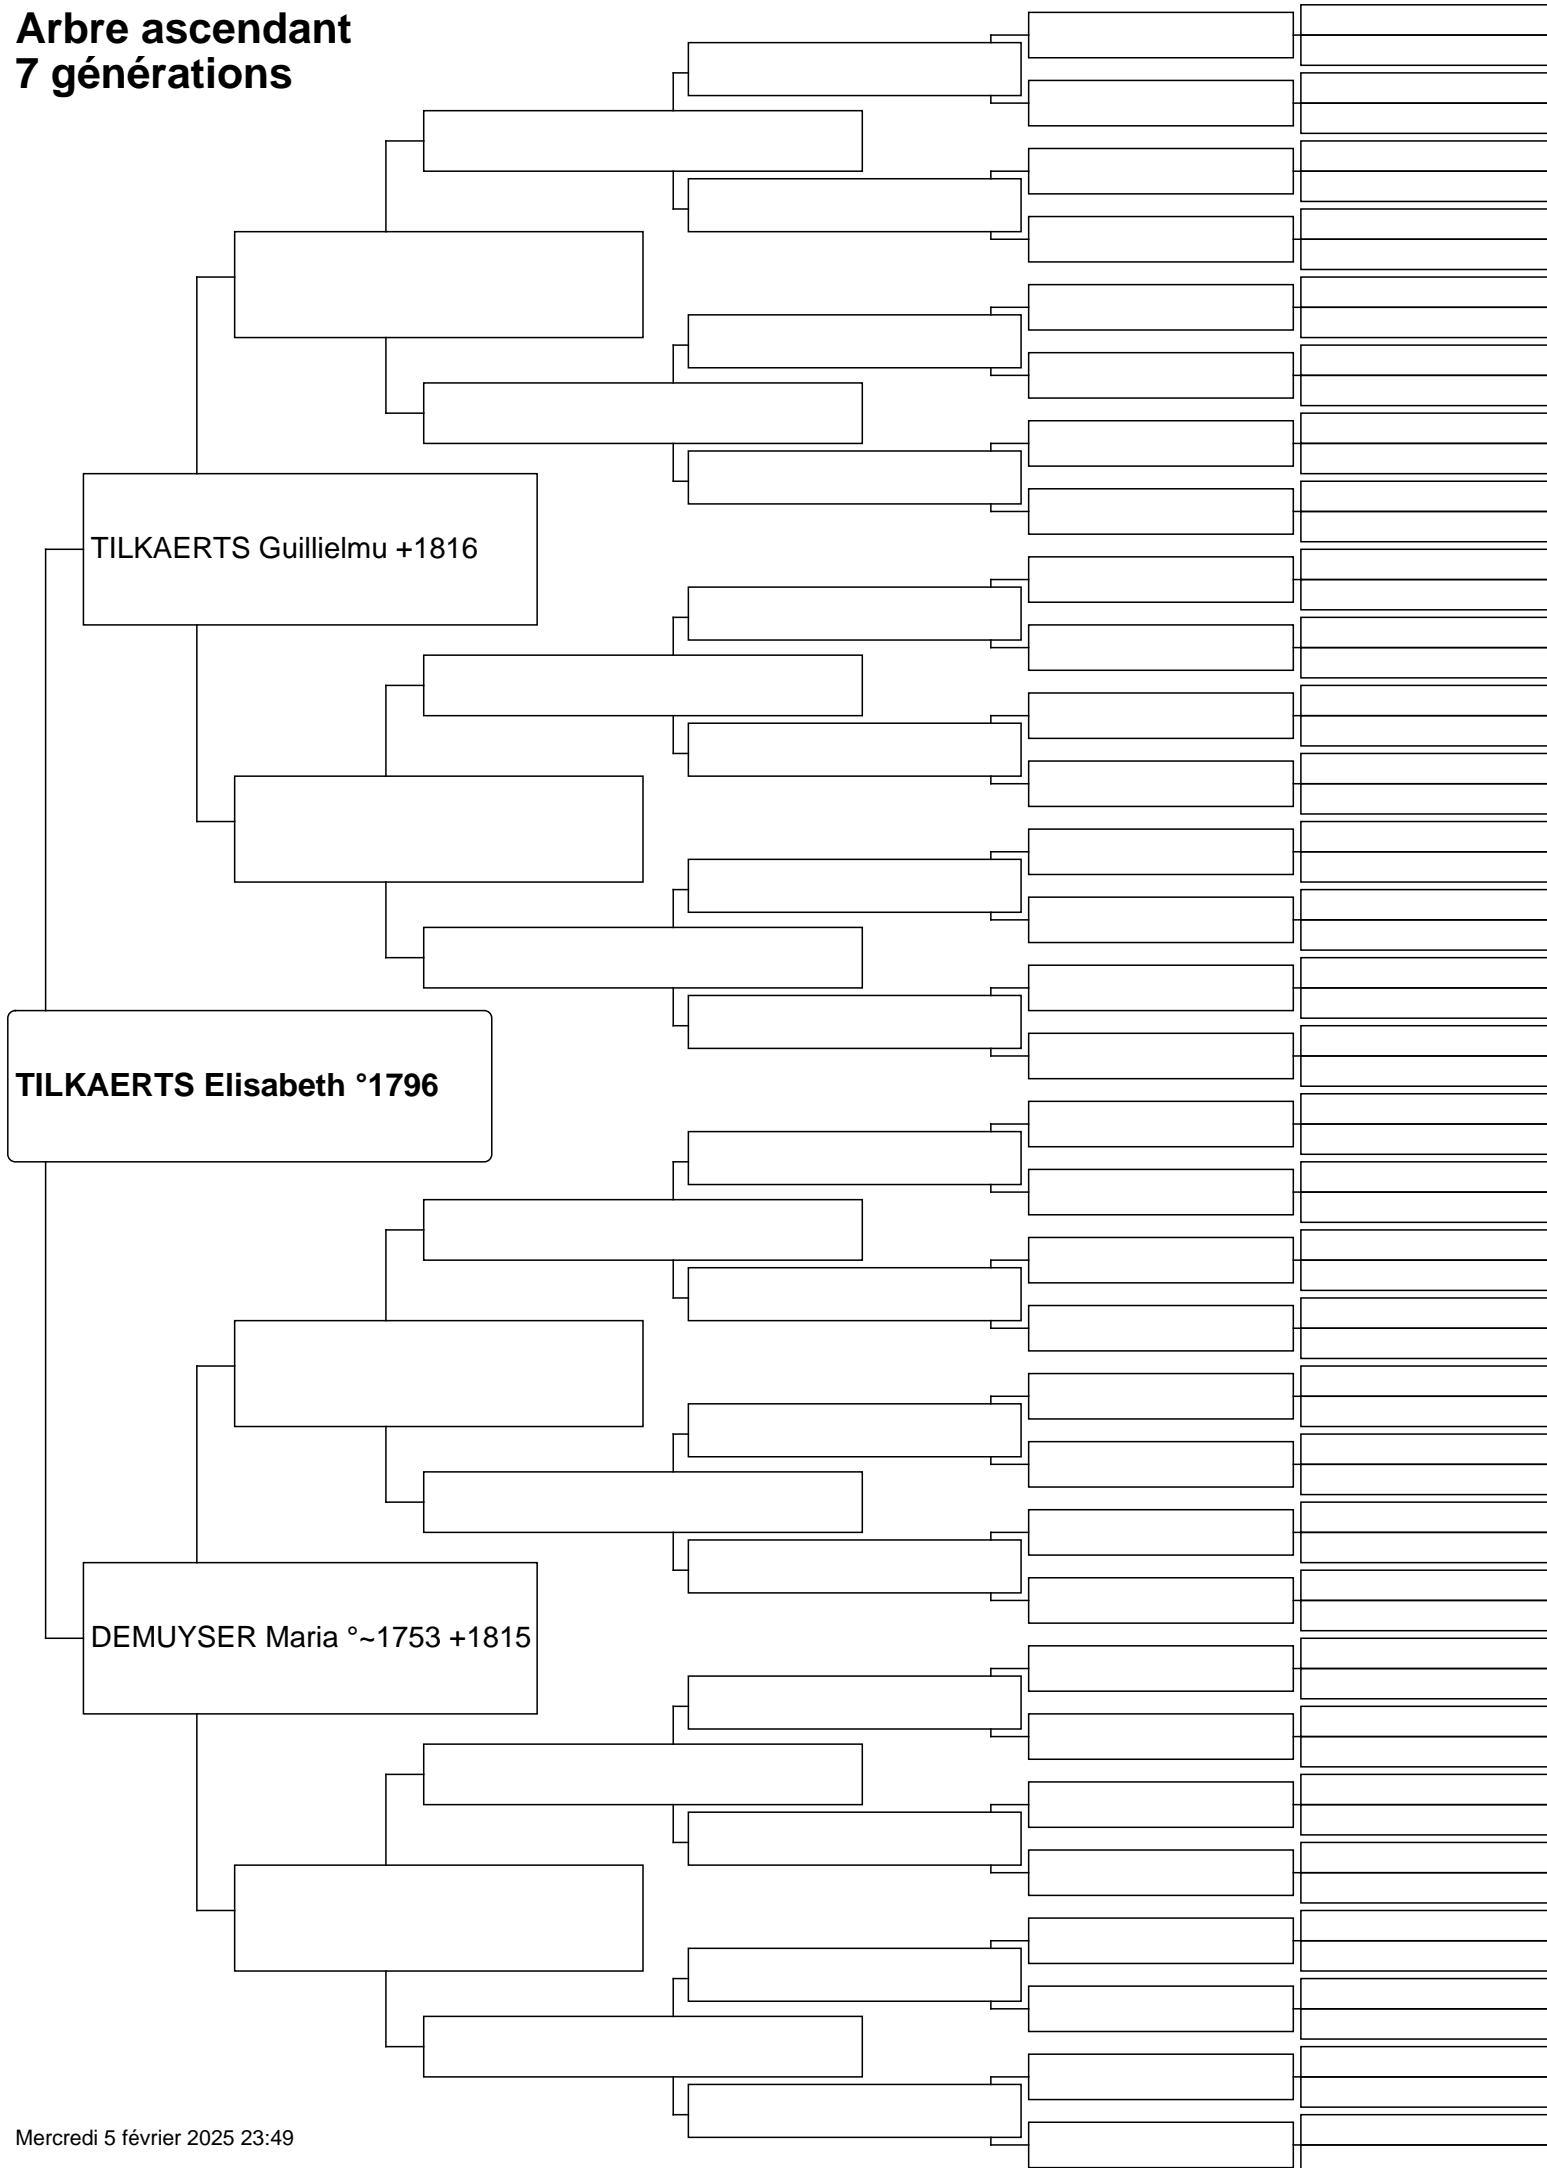 Arbre ascendant
7 générations
TILKAERTS Guillielmu +1816
TILKAERTS Elisabeth °1796
DEMUYSER Maria °~1753 +1815
Mercredi 5 février 2025 23:49